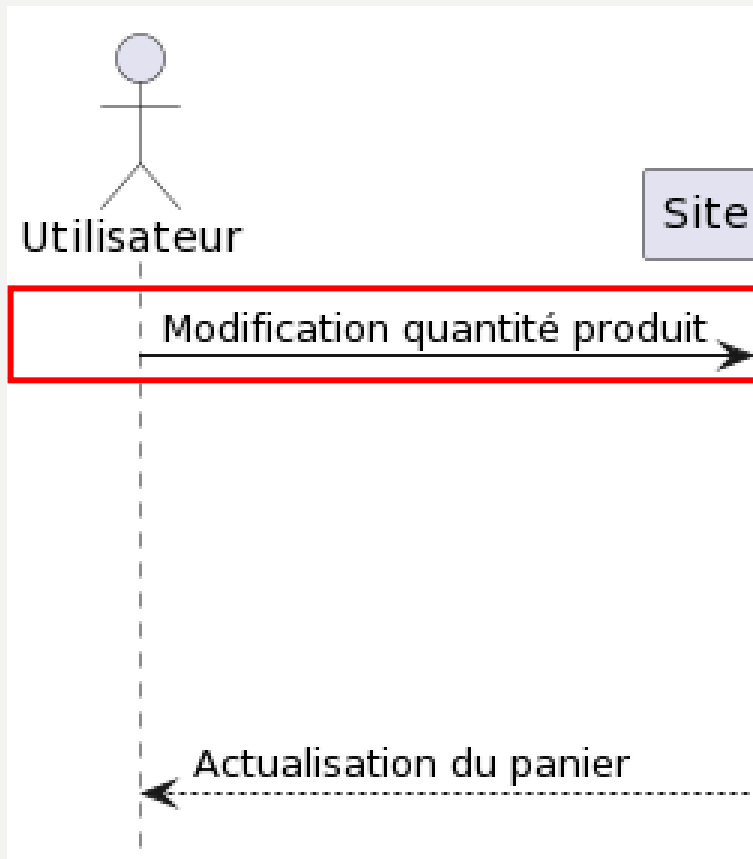 Utilisateur
Site
Modification quantité produit
Actualisation du panier